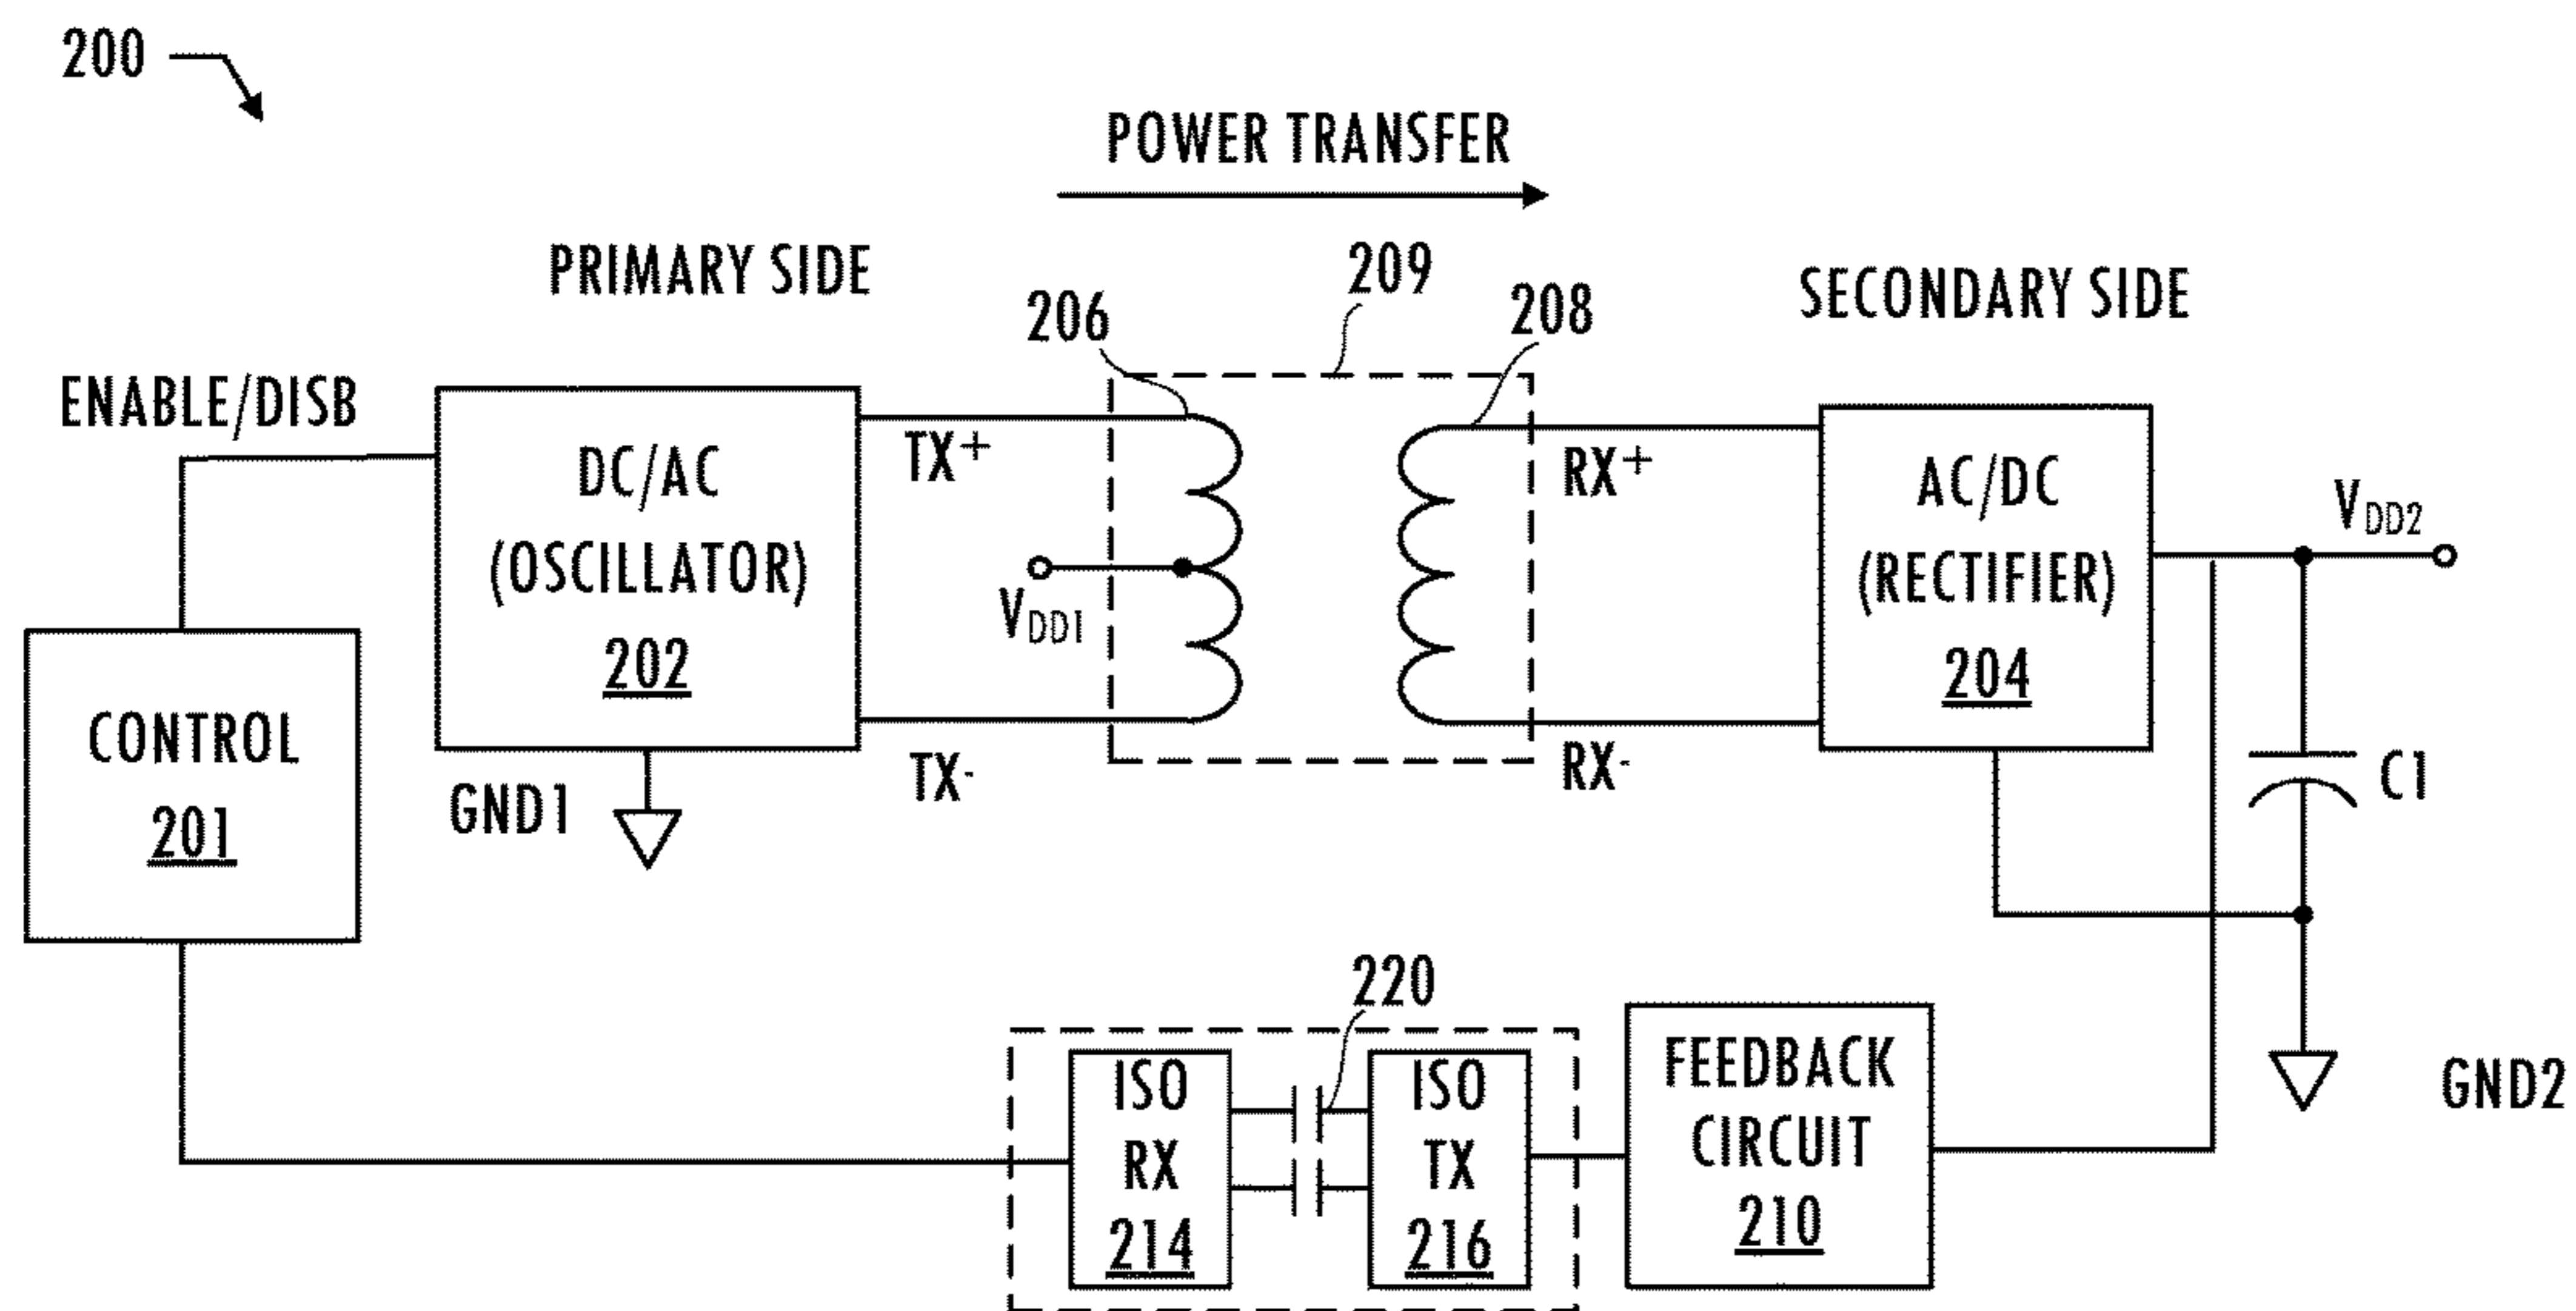 200
POWER TRANSFER
PRIMARY SIDE
209
SECONDARY SIDE
206
208
ENABLE/DISB
DC/AC
(OSCILLATOR)
202
TX+
TX-
VDD1
RX+
RX-
AC/DC
(RECTIFIER)
204
VDD2
CONTROL
201
GND1
C1
220
ISO
RX
214
ISO
TX
216
FEEDBACK
CIRCUIT
210
GND2